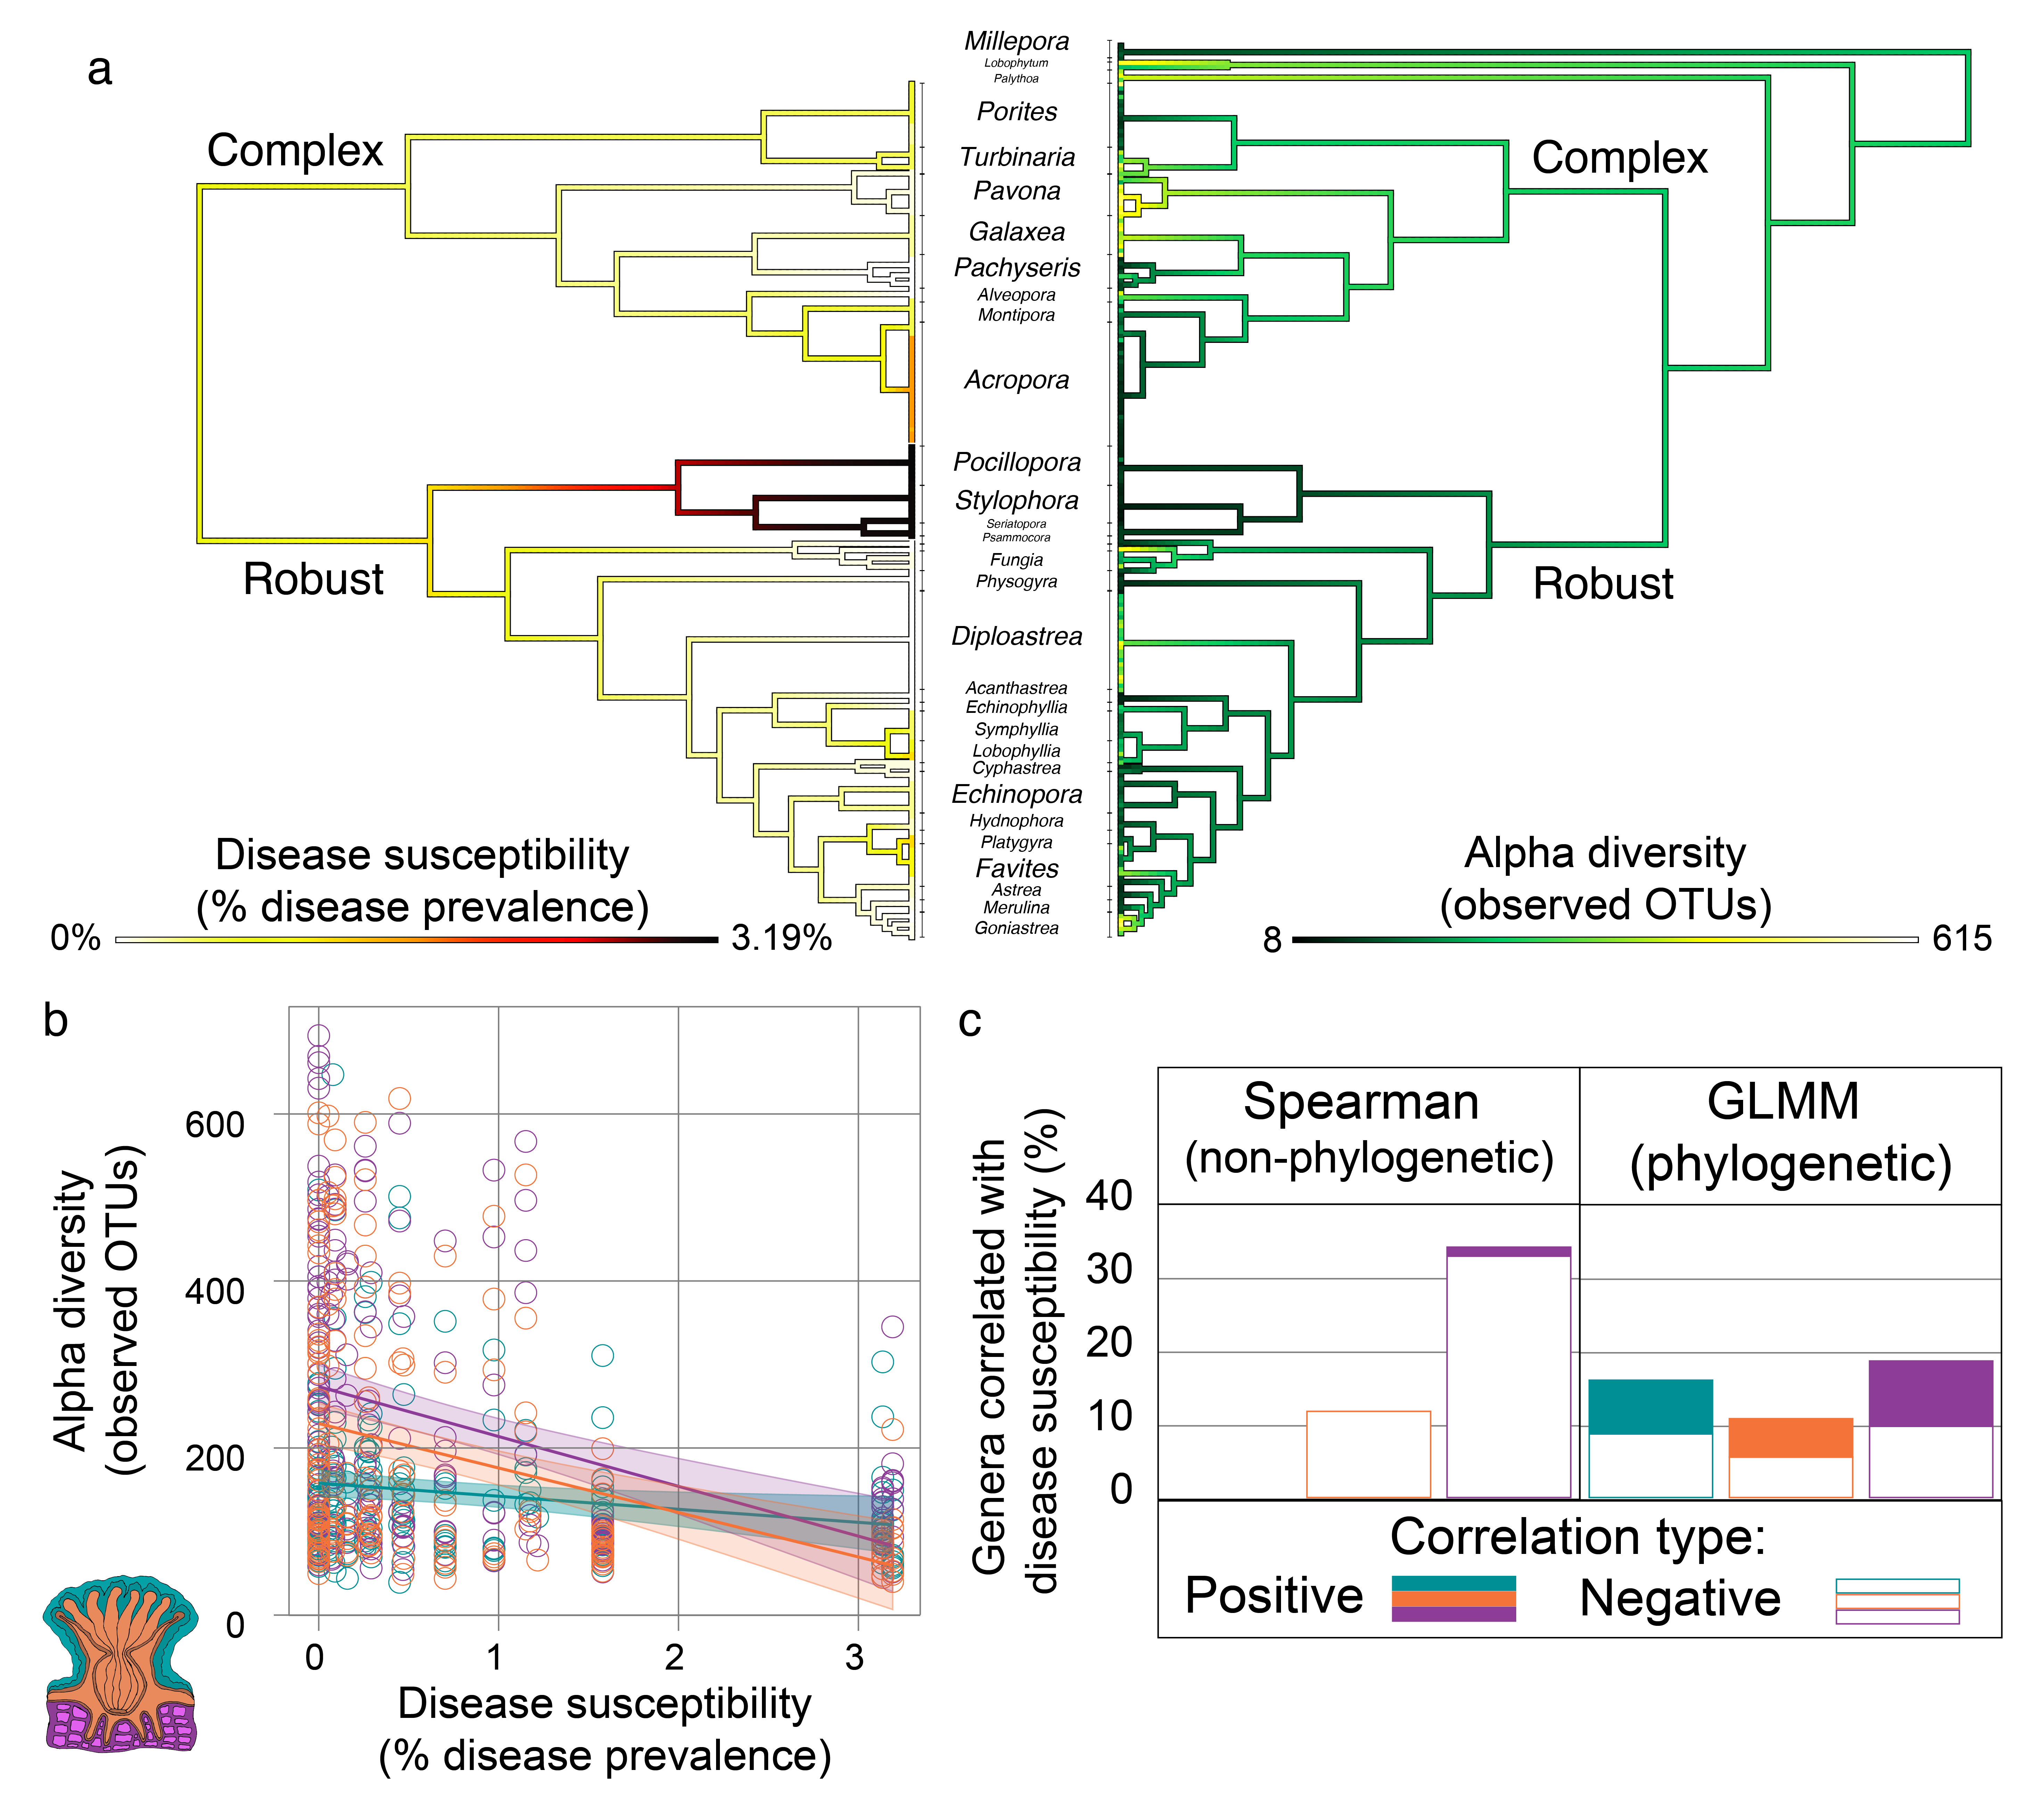 a
Complex
Robust
Millepora
Lobophytum
Palythoa
Porites
Turbinaria
Pavona
Galaxea
Pachyseris
Alveopora
Montipora
Acropora
Pocillopora
Stylophora
Seriatopora
Psammocora
Fungia
Physogyra
Diploastrea
Acanthastrea
Echinophyllia
Symphyllia
Lobophyllia
Cyphastrea
Echinopora
Hydnophora
Platygyra
Favites
Astrea
Merulina
Goniastrea
Complex
Robust
Disease susceptibility
(% disease prevalence)
0%
3.19%
Alpha diversity
(observed OTUs)
8
615
b
Alpha diversity
(observed OTUs)
600
400
200
0
0
1
2
3
Disease susceptibility
(% disease prevalence)
c
Genera correlated with
disease susceptibility (%)
Spearman
(non-phylogenetic)
GLMM
(phylogenetic)
40
30
20
10
0
Correlation type:
Positive
Negative